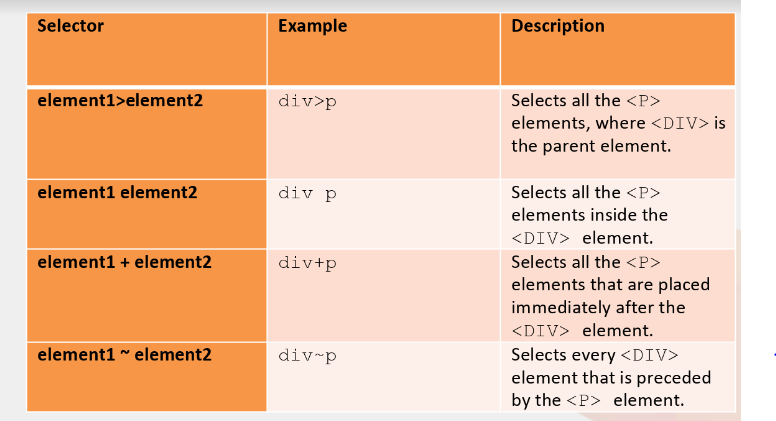 Selector
Example
Description
element1>element2
div>p
Selects all the <P>
elements, where <DIV> is
the parent element.
element1 element2
div p
Selects all the <P>
elements inside the
<DIV> element.
element1 + element2
div+p
Selects all the <P>
elements that are placed
immediately after the
<DIV> element.
element1 ~ element2
div~p
Selects every <DIV>
element that is preceded
by the <P> element.